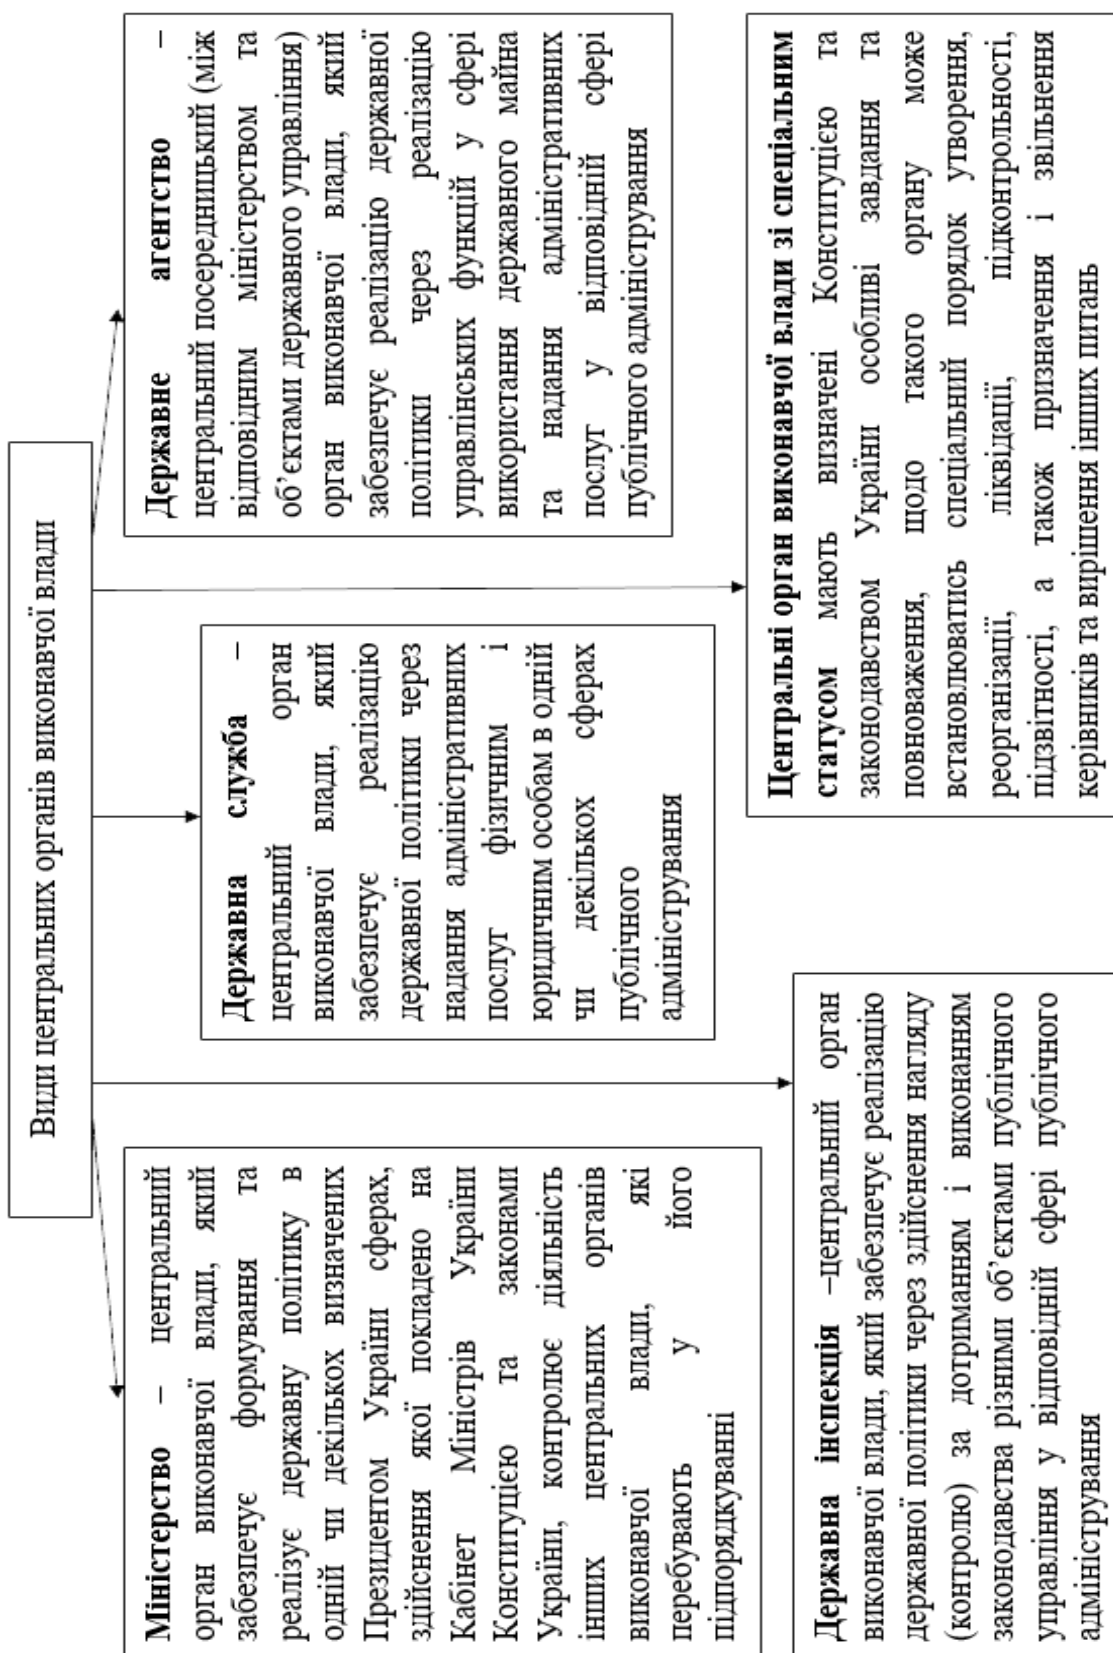 Види центральних органів виконавчої влади
Міністерство – центральний
орган виконавчої влади, який
забезпечує формування та
реалізує державну політику в
одній чи декількох визначених
Президентом України сферах,
здійснення якої покладено на
Кабінет Міністрів України
Конституцією та законами
України, контролює діяльність
інших центральних органів
виконавчої влади, які
перебувають у його
підпорядкуванні
Державна служба –
центральний орган
виконавчої влади, який
забезпечує реалізацію
державної політики через
надання адміністративних
послуг фізичним і
юридичним особам в одній
чи декількох сферах
публічного
адміністрування
Державне агентство –
центральний посередницький (між
відповідним міністерством та
об’єктами державного управління)
орган виконавчої влади, який
забезпечує реалізацію державної
політики через реалізацію
управлінських функцій у сфері
використання державного майна
та надання адміністративних
послуг у відповідній сфері
публічного адміністрування
Державна інспекція –центральний орган
виконавчої влади, який забезпечує реалізацію
державної політики через здійснення нагляду
(контролю) за дотриманням і виконанням
законодавства різними об’єктами публічного
управління у відповідній сфері публічного
адміністрування
Центральні орган виконавчої влади зі спеціальним
статусом мають визначені Конституцією та
законодавством України особливі завдання та
повноваження, щодо такого органу може
встановлюватись спеціальний порядок утворення,
реорганізації, ліквідації, підконтрольності,
підзвітності, а також призначення і звільнення
керівників та вирішення інших питань